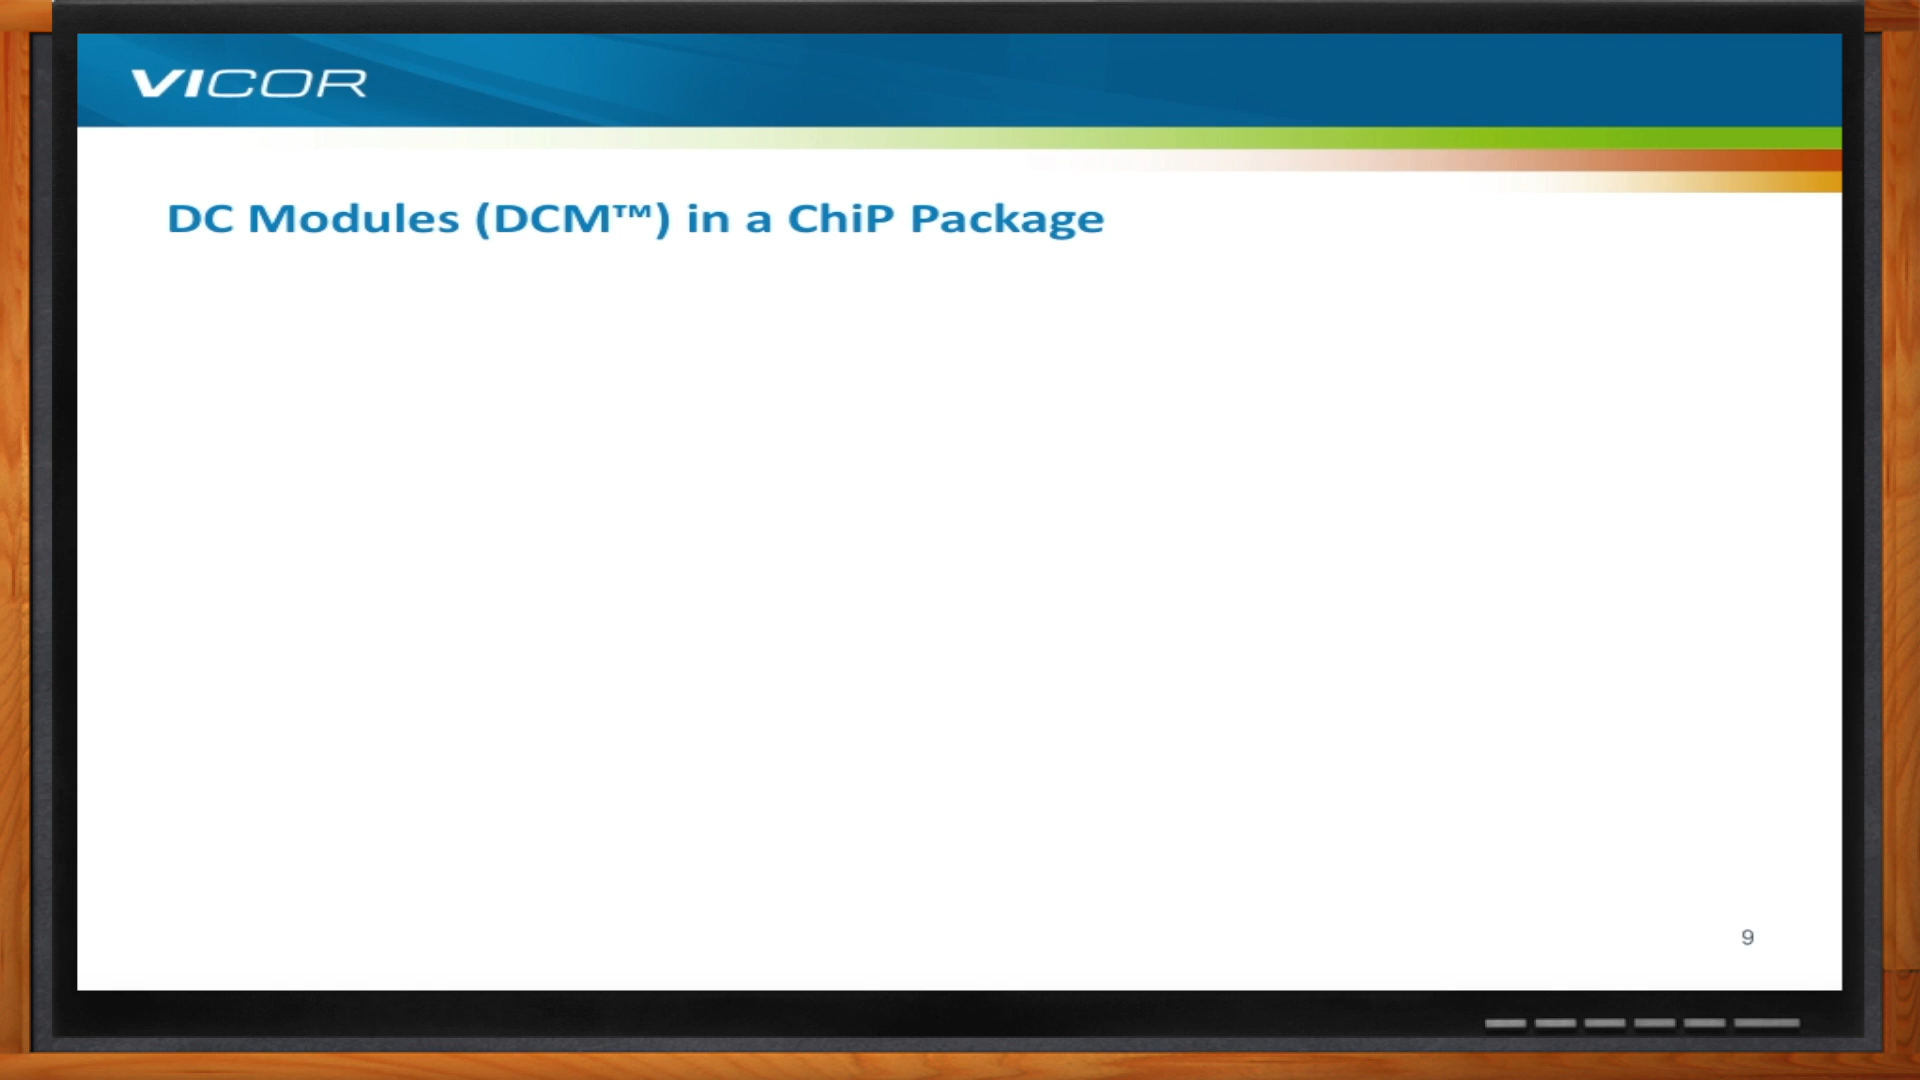 VICOR
DC Modules (DCM™) in a ChiP Package
9